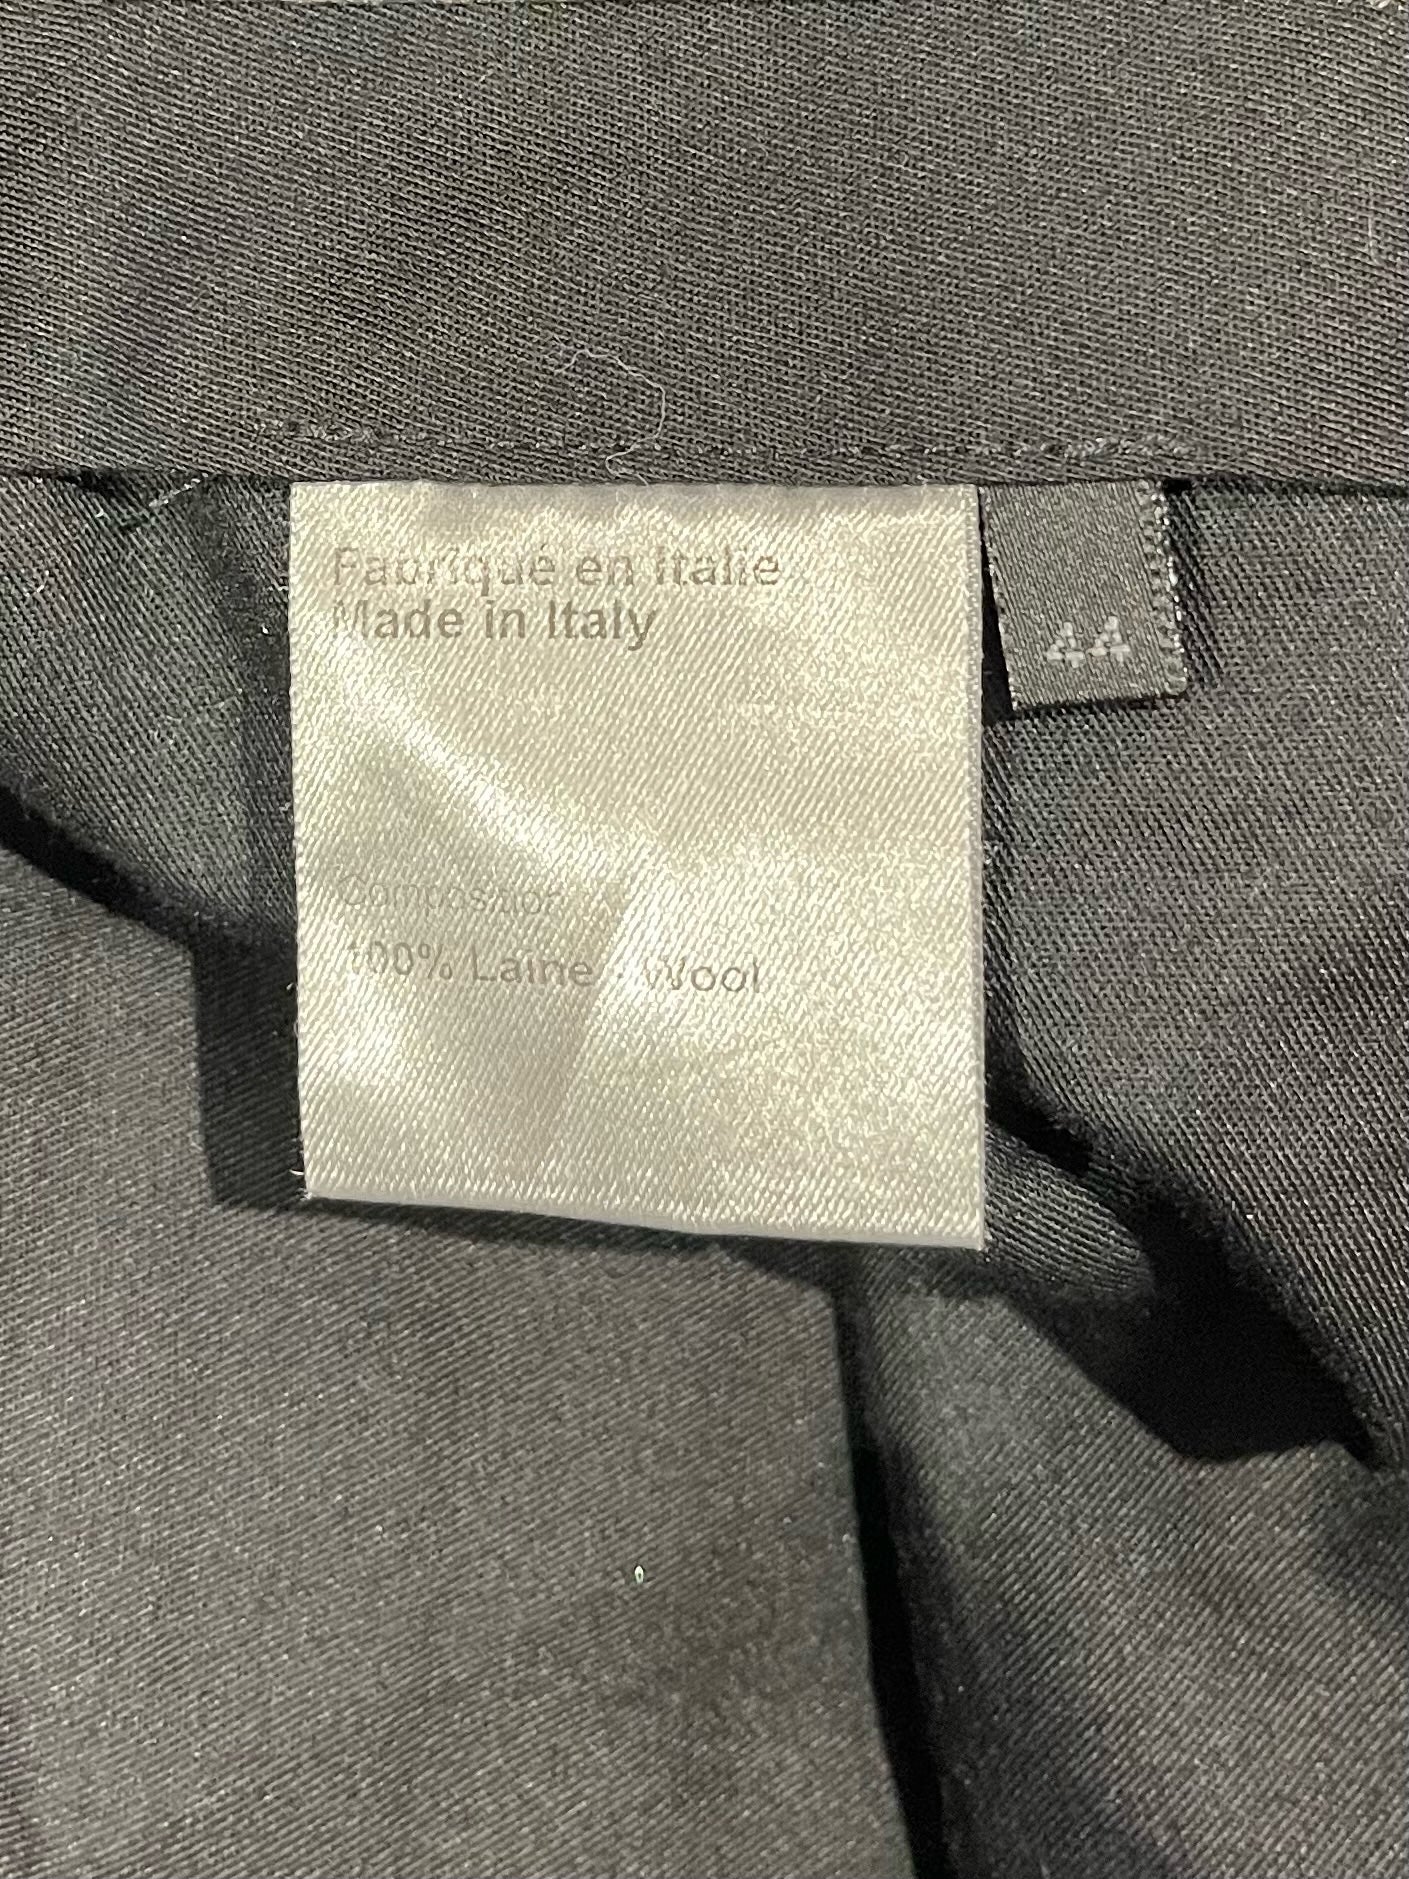 Fabriqué en Italie
Made in Italy
44
Composition
100% Laine - Wool